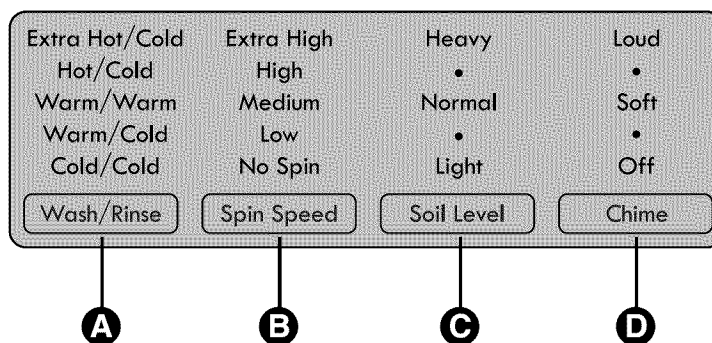 Extra Hot/Cold Extra High Heavy Loud
Hot/Cold High • •
Warm/Warm Medium Normal Soft
Warm/Cold Low • •
Cold/Cold No Spin Light Off
Wash/Rinse Spin Speed Soil Level Chime
A B C D